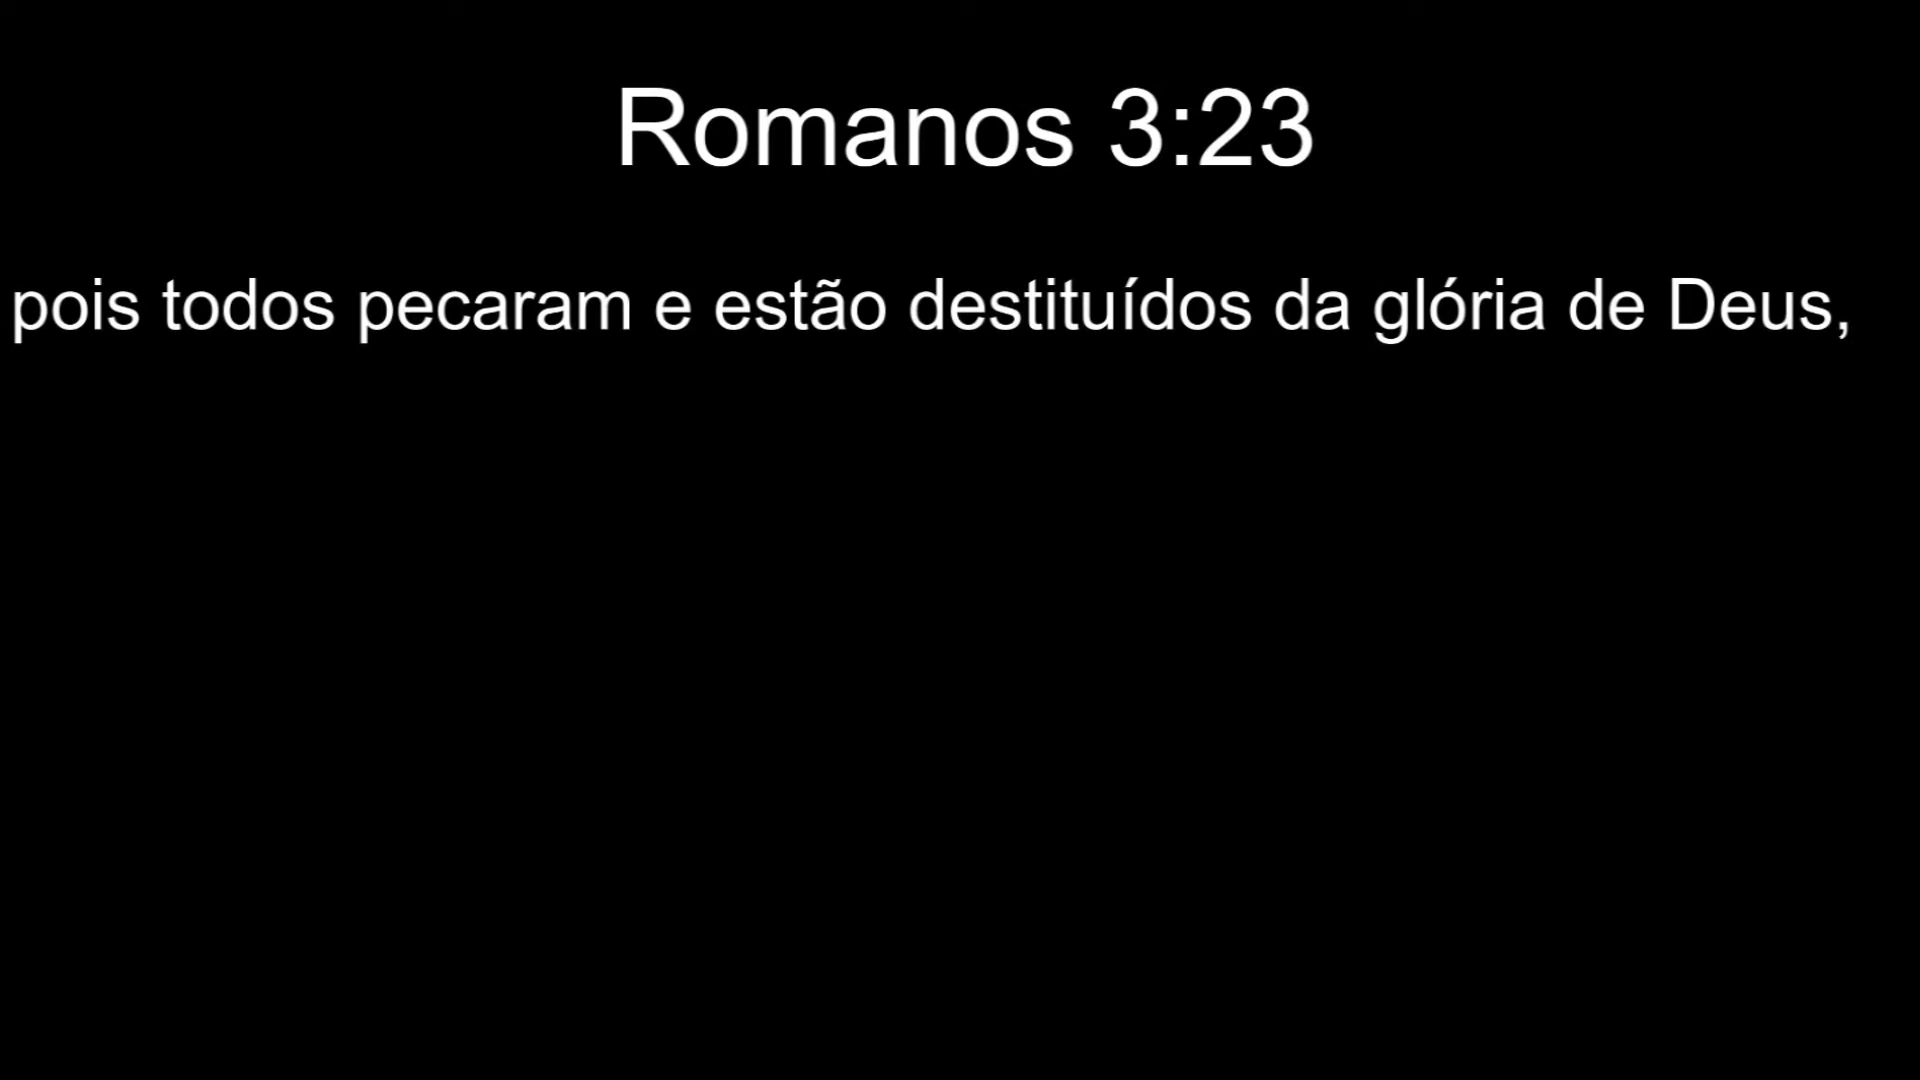 Romanos 3:23
pois todos pecaram e estão destituídos da glória de Deus,